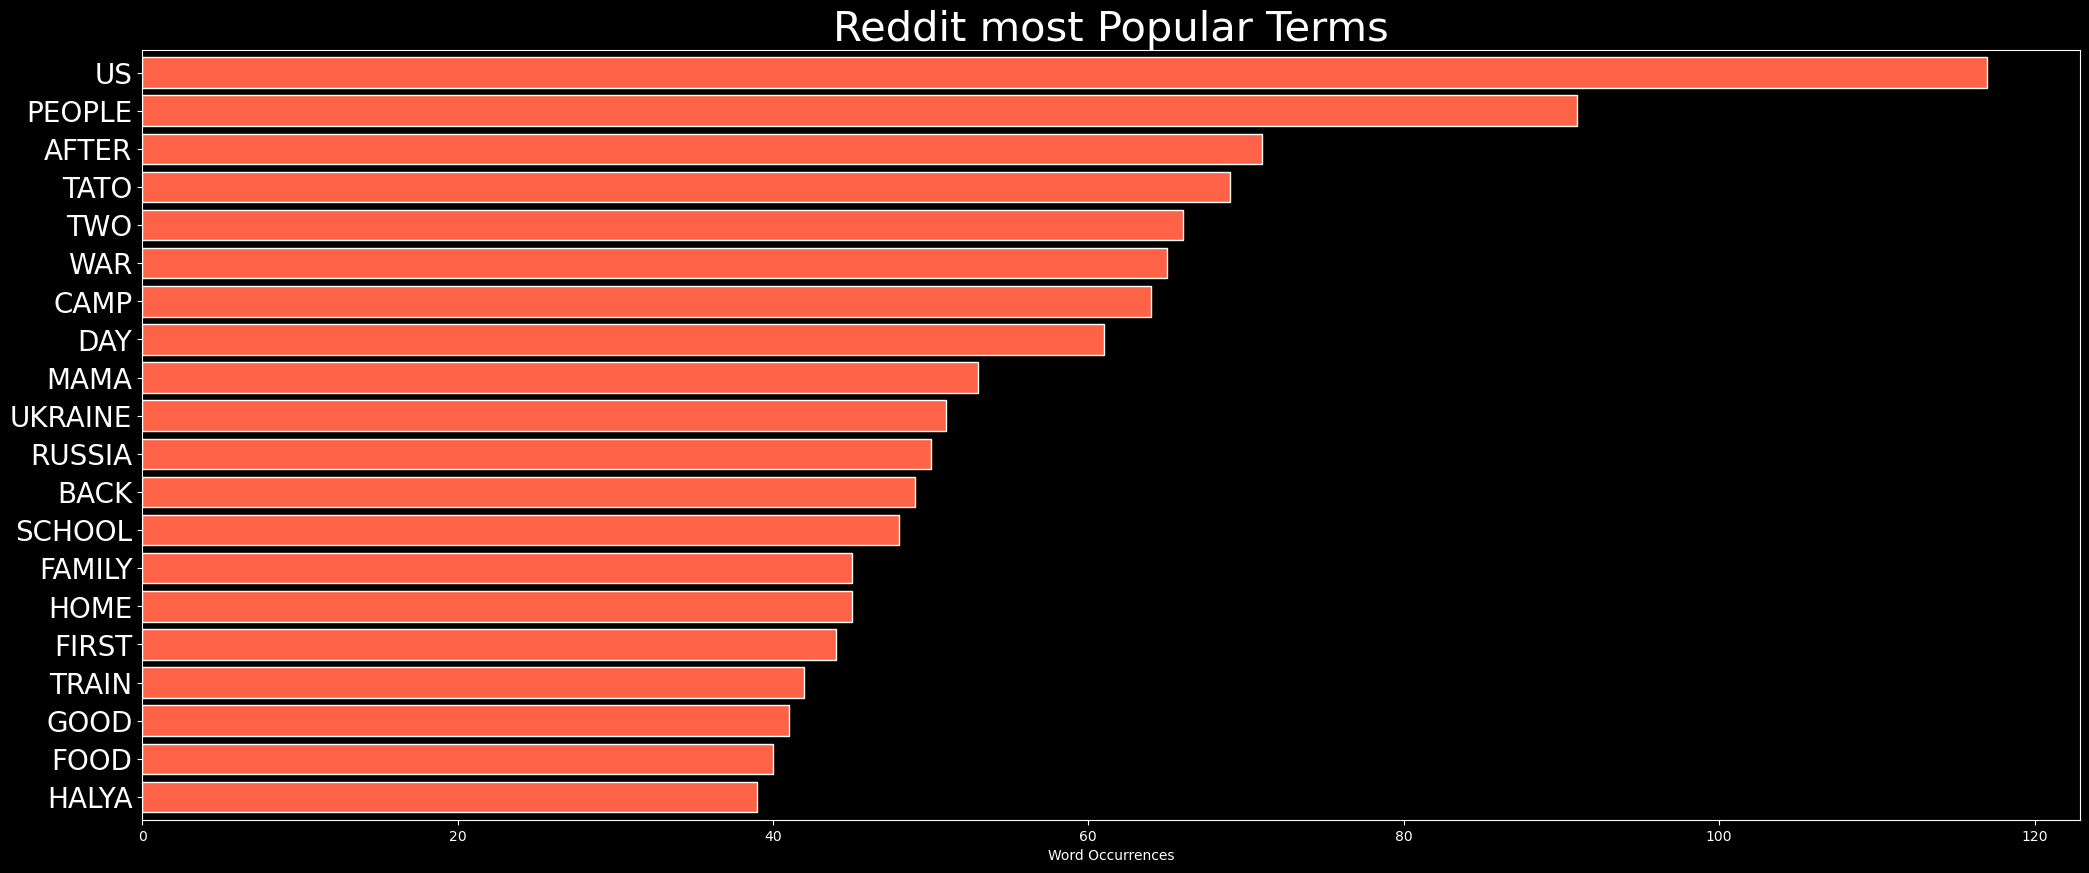 Reddit most Popular Terms
US
PEOPLE
AFTER
TATO
TWO
WAR
CAMP
DAY
MAMA
UKRAINE
RUSSIA
BACK
SCHOOL
FAMILY
HOME
FIRST
TRAIN
GOOD
FOOD
HALYA
0 20 40 60 80 100 120
Word Occurrences